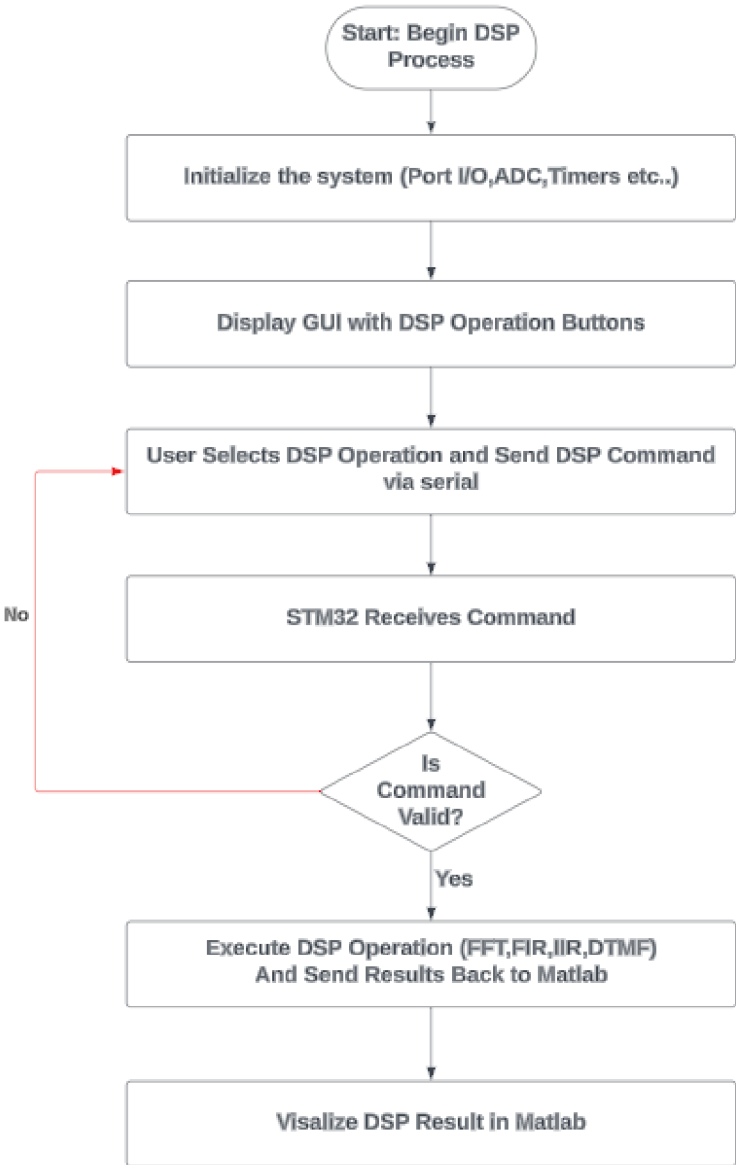 Start: Begin DSP
Process
Initialize the system (Port I/O,ADC,Timers etc..)
Display GUI with DSP Operation Buttons
User Selects DSP Operation and Send DSP Command
via serial
STM32 Receives Command
No
Is
Command
Valid?
Yes
Execute DSP Operation (FFT,FIR,IIR,DTMF)
And Send Results Back to Matlab
Visalize DSP Result in Matlab